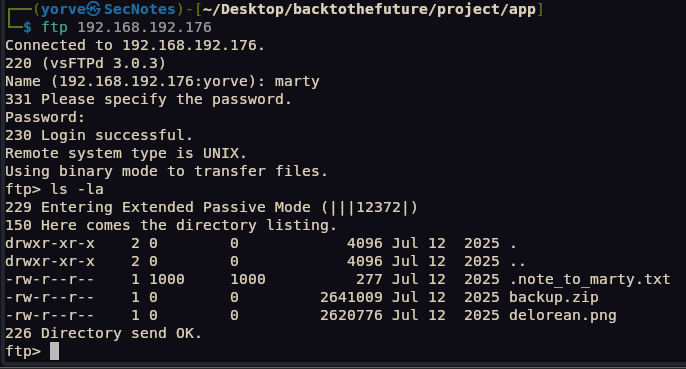 ┌──(yorve㉿SecNotes)-[~/Desktop/backtothefuture/project/app]
└─$ ftp 192.168.192.176
Connected to 192.168.192.176.
220 (vsFTPd 3.0.3)
Name (192.168.192.176:yorve): marty
331 Please specify the password.
Password:
230 Login successful.
Remote system type is UNIX.
Using binary mode to transfer files.
ftp> ls -la
229 Entering Extended Passive Mode (|||12372|)
150 Here comes the directory listing.
drwxr-xr-x    2 0        0            4096 Jul 12  2025 .
drwxr-xr-x    2 0        0            4096 Jul 12  2025 ..
-rw-r--r--    1 1000     1000          277 Jul 12  2025 .note_to_marty.txt
-rw-r--r--    1 0        0         2641009 Jul 12  2025 backup.zip
-rw-r--r--    1 0        0         2620776 Jul 12  2025 delorean.png
226 Directory send OK.
ftp>